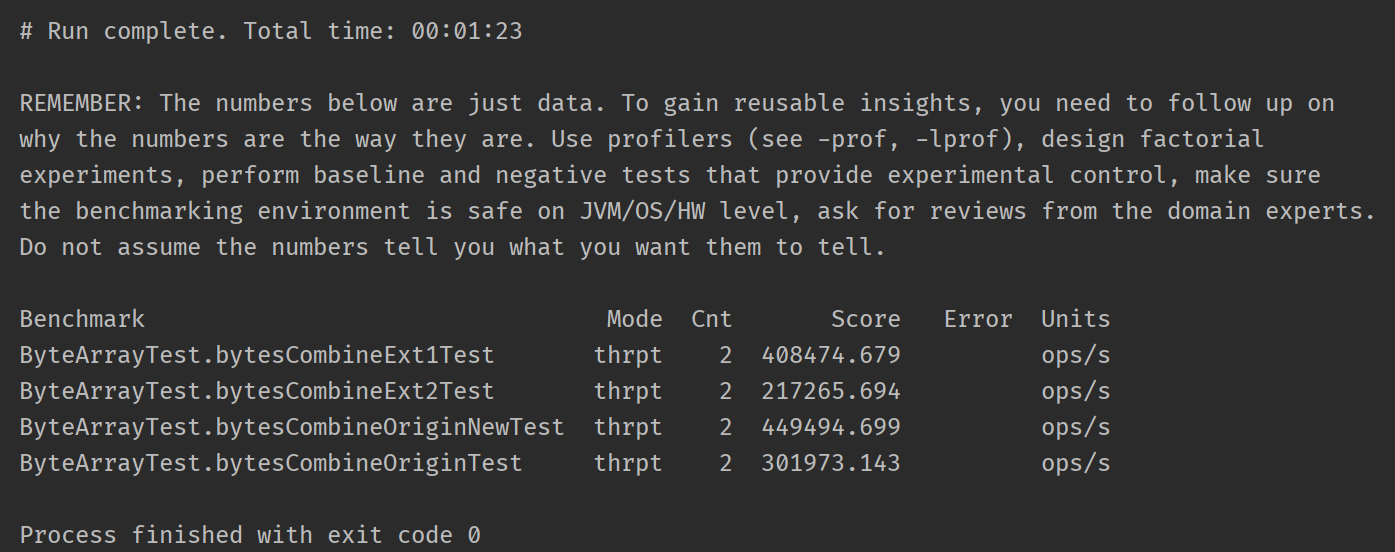 # Run complete. Total time: 00:01:23
REMEMBER: The numbers below are just data. To gain reusable insights, you need to follow up on
why the numbers are the way they are. Use profilers (see -prof, -lprof), design factorial
experiments, perform baseline and negative tests that provide experimental control, make sure
the benchmarking environment is safe on JVM/OS/HW level, ask for reviews from the domain experts.
Do not assume the numbers tell you what you want them to tell.
Benchmark Mode Cnt Score Error Units
ByteArrayTest.bytesCombineExt1Test thrpt 2 408474.679 ops/s
ByteArrayTest.bytesCombineExt2Test thrpt 2 217265.694 ops/s
ByteArrayTest.bytesCombineOriginNewTest thrpt 2 449494.699 ops/s
ByteArrayTest.bytesCombineOriginTest thrpt 2 301973.143 ops/s
Process finished with exit code 0